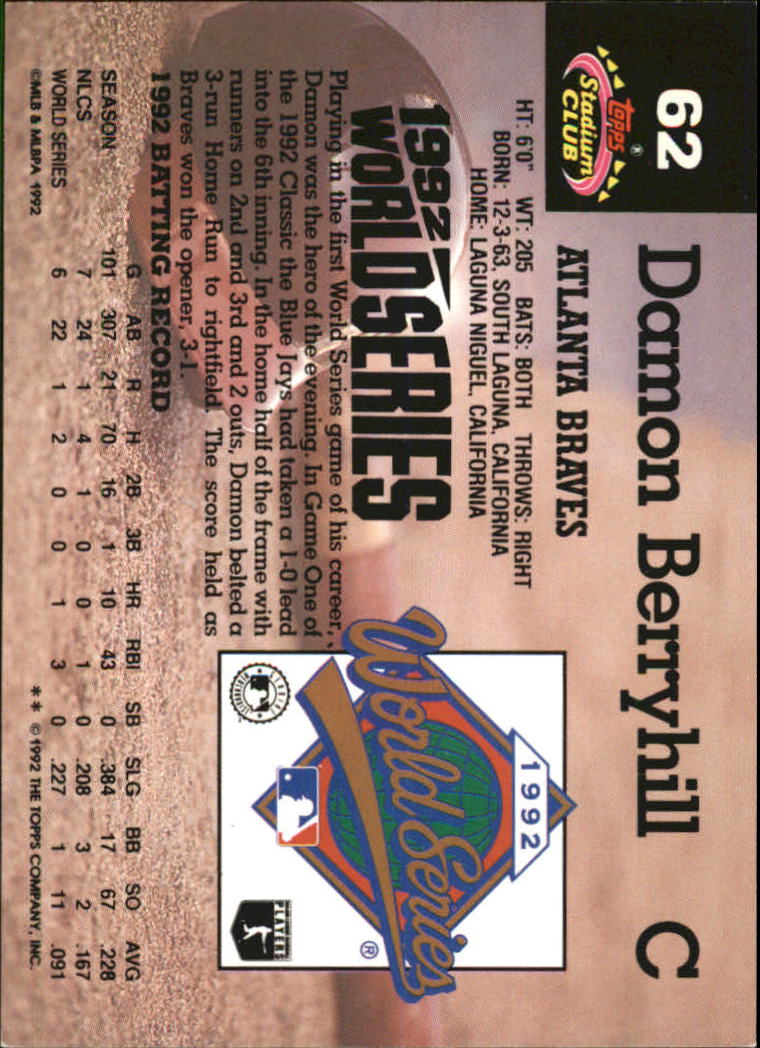 62
Damon Berryhill C
Topps®
Stadium
CLUB
ATLANTA BRAVES
HT: 6'0" WT: 205 BATS: BOTH THROWS: RIGHT
BORN: 12-3-63, SOUTH LAGUNA, CALIFORNIA
HOME: LAGUNA NIGUEL, CALIFORNIA
1992
WORLD SERIES
Playing in the first World Series game of his career,
Damon was the hero of the evening. In Game One of
the 1992 Classic the Blue Jays had taken a 1-0 lead
into the 6th inning. In the home half of the frame with
runners on 2nd and 3rd and 2 outs, Damon belted a
3-run Home Run to rightfield. The score held as
Braves won the opener, 3-1.
1992
World Series
®
PLAYERS
1992 BATTING RECORD
G AB R H 2B 3B HR RBI SB SLG BB SO AVG
SEASON 101 307 21 70 16 1 10 43 0 .384 17 67 .228
NLCS 7 24 1 4 1 0 0 1 0 .208 3 2 .167
WORLD SERIES 6 22 1 2 0 0 1 3 0 .227 1 11 .091
©MLB & MLBPA 1992 ** © 1992 THE TOPPS COMPANY, INC.